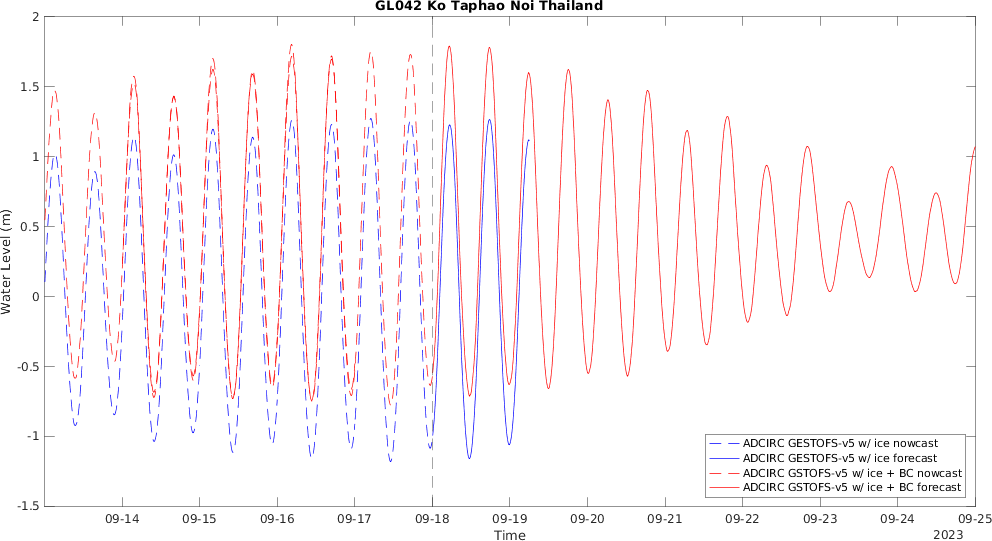 GL042 Ko Taphao Noi Thailand
Water Level (m)
2
1.5
1
0.5
0
-0.5
-1
-1.5
ADCIRC GESTOFS-v5 w/ ice nowcast
ADCIRC GESTOFS-v5 w/ ice forecast
ADCIRC GSTOFS-v5 w/ ice + BC nowcast
ADCIRC GSTOFS-v5 w/ ice + BC forecast
09-14 09-15 09-16 09-17 09-18 09-19 09-20 09-21 09-22 09-23 09-24 09-25
Time
2023